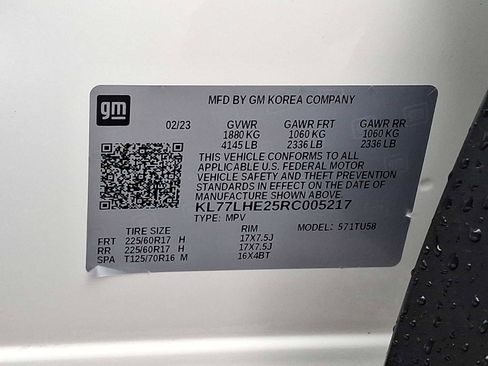 gm
MFD BY GM KOREA COMPANY
02/23 GVWR GAWR FRT GAWR RR
1880 KG 1060 KG 1060 KG
4145 LB 2336 LB 2336 LB
THIS VEHICLE CONFORMS TO ALL
APPLICABLE U.S. FEDERAL MOTOR
VEHICLE SAFETY AND THEFT PREVENTION
STANDARDS IN EFFECT ON THE DATE OF
MANUFACTURE SHOWN ABOVE.
KL77LHE25RC005217
TYPE: MPV
TIRE SIZE RIM MODEL: 571TU58
FRT 225/60R17 H 17X7.5J
RR 225/60R17 H 17X7.5J
SPA T125/70R16 M 16X4BT